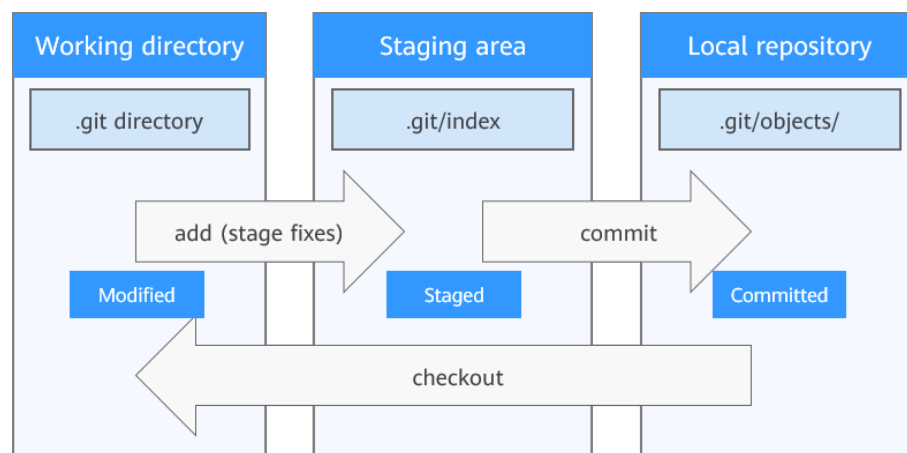 Working directory
Staging area
Local repository
.git directory
.git/index
.git/objects/
add (stage fixes)
commit
Modified
Staged
Committed
checkout